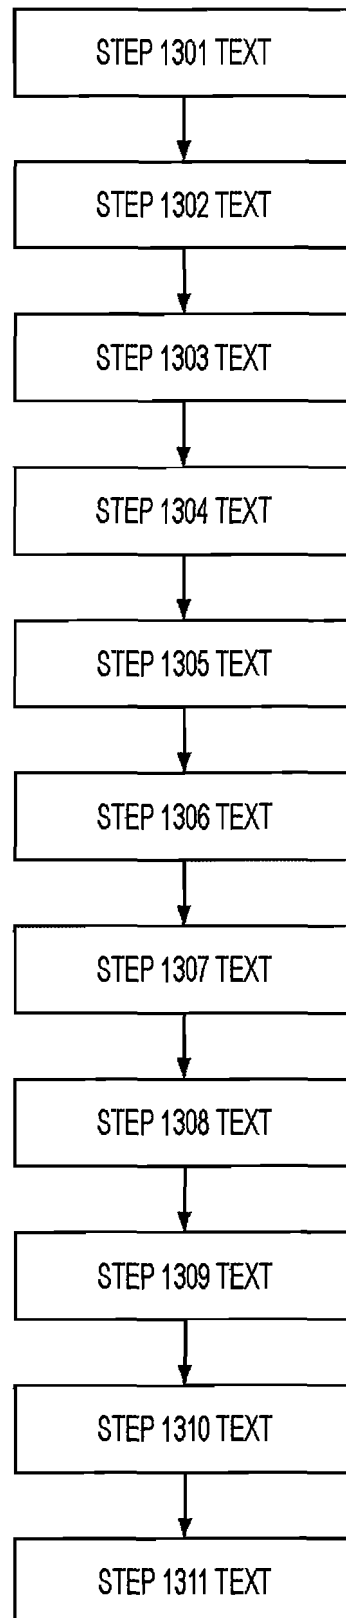 STEP 1301 TEXT
STEP 1302 TEXT
STEP 1303 TEXT
STEP 1304 TEXT
STEP 1305 TEXT
STEP 1306 TEXT
STEP 1307 TEXT
STEP 1308 TEXT
STEP 1309 TEXT
STEP 1310 TEXT
STEP 1311 TEXT